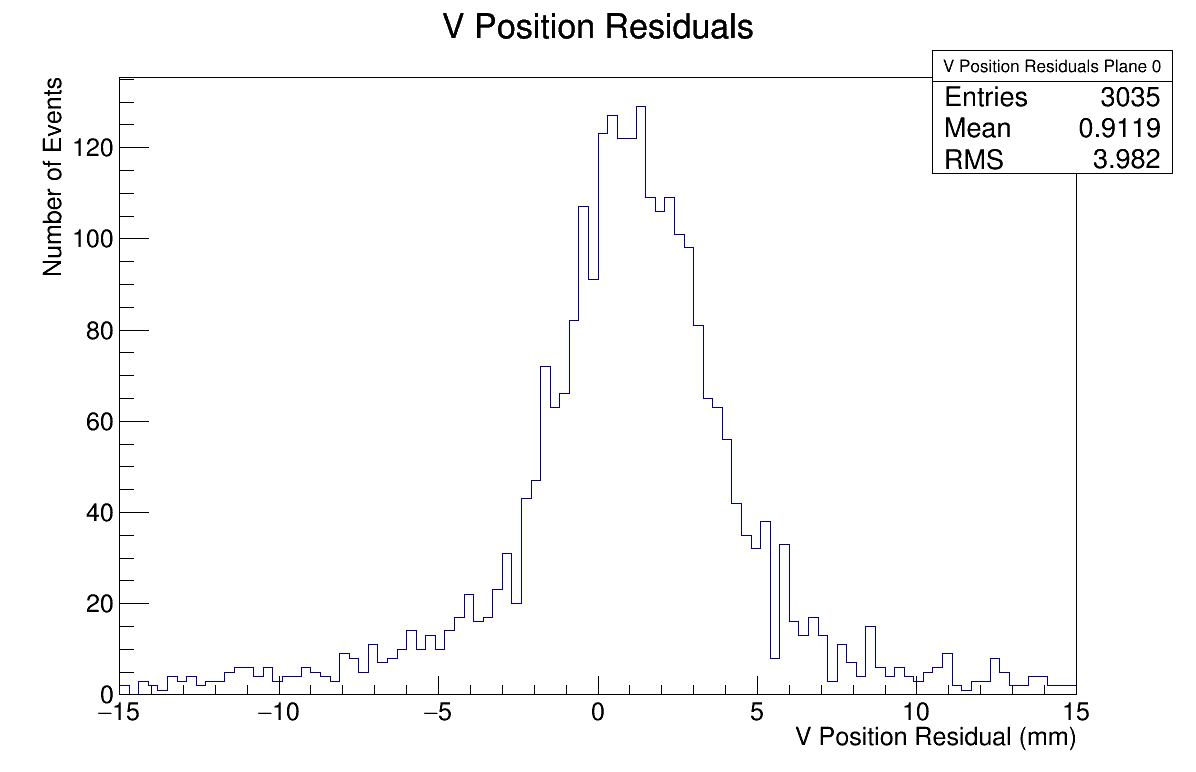 V Position Residuals
V Position Residuals Plane 0
Entries 3035
Mean 0.9119
RMS 3.982
Number of Events
120
100
80
60
40
20
0
−15 −10 −5 0 5 10 15
V Position Residual (mm)